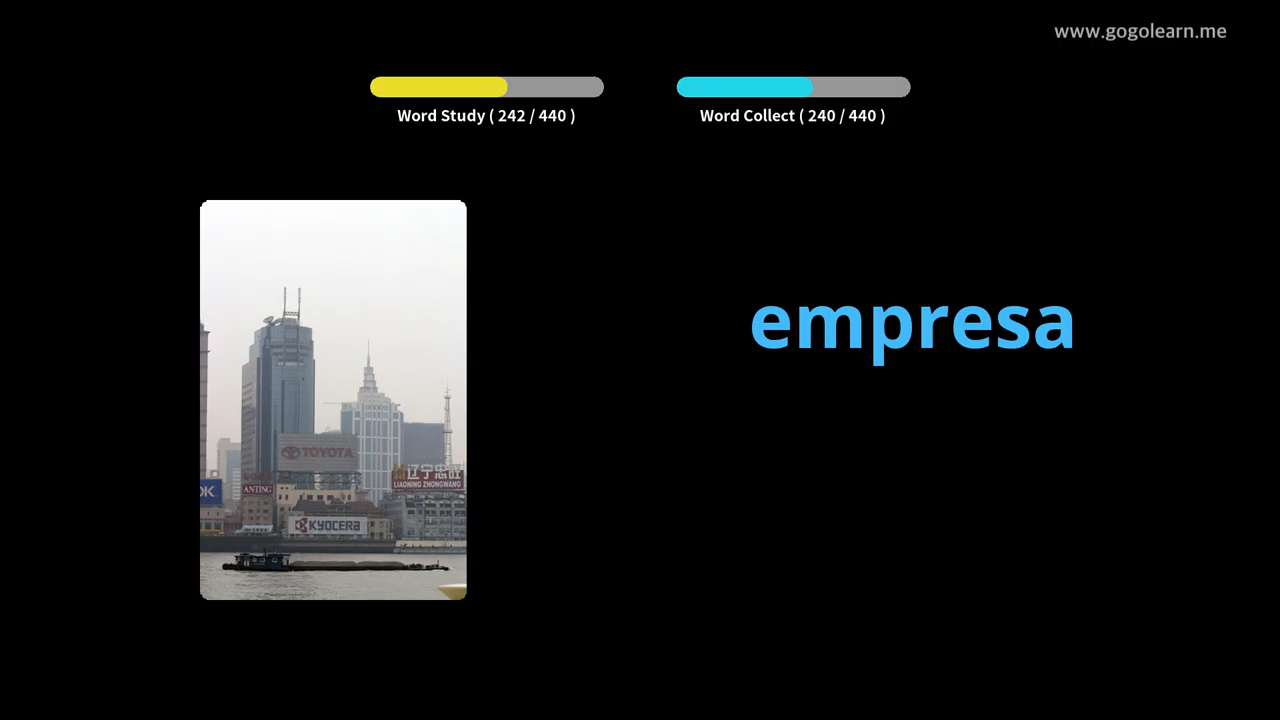 www.gogolearn.me
Word Study ( 242 / 440 )
Word Collect ( 240 / 440 )
empresa
TOYOTA
辽宁忠旺
LIAONING ZHONGWANG
OK
ANTING
KYOCERA